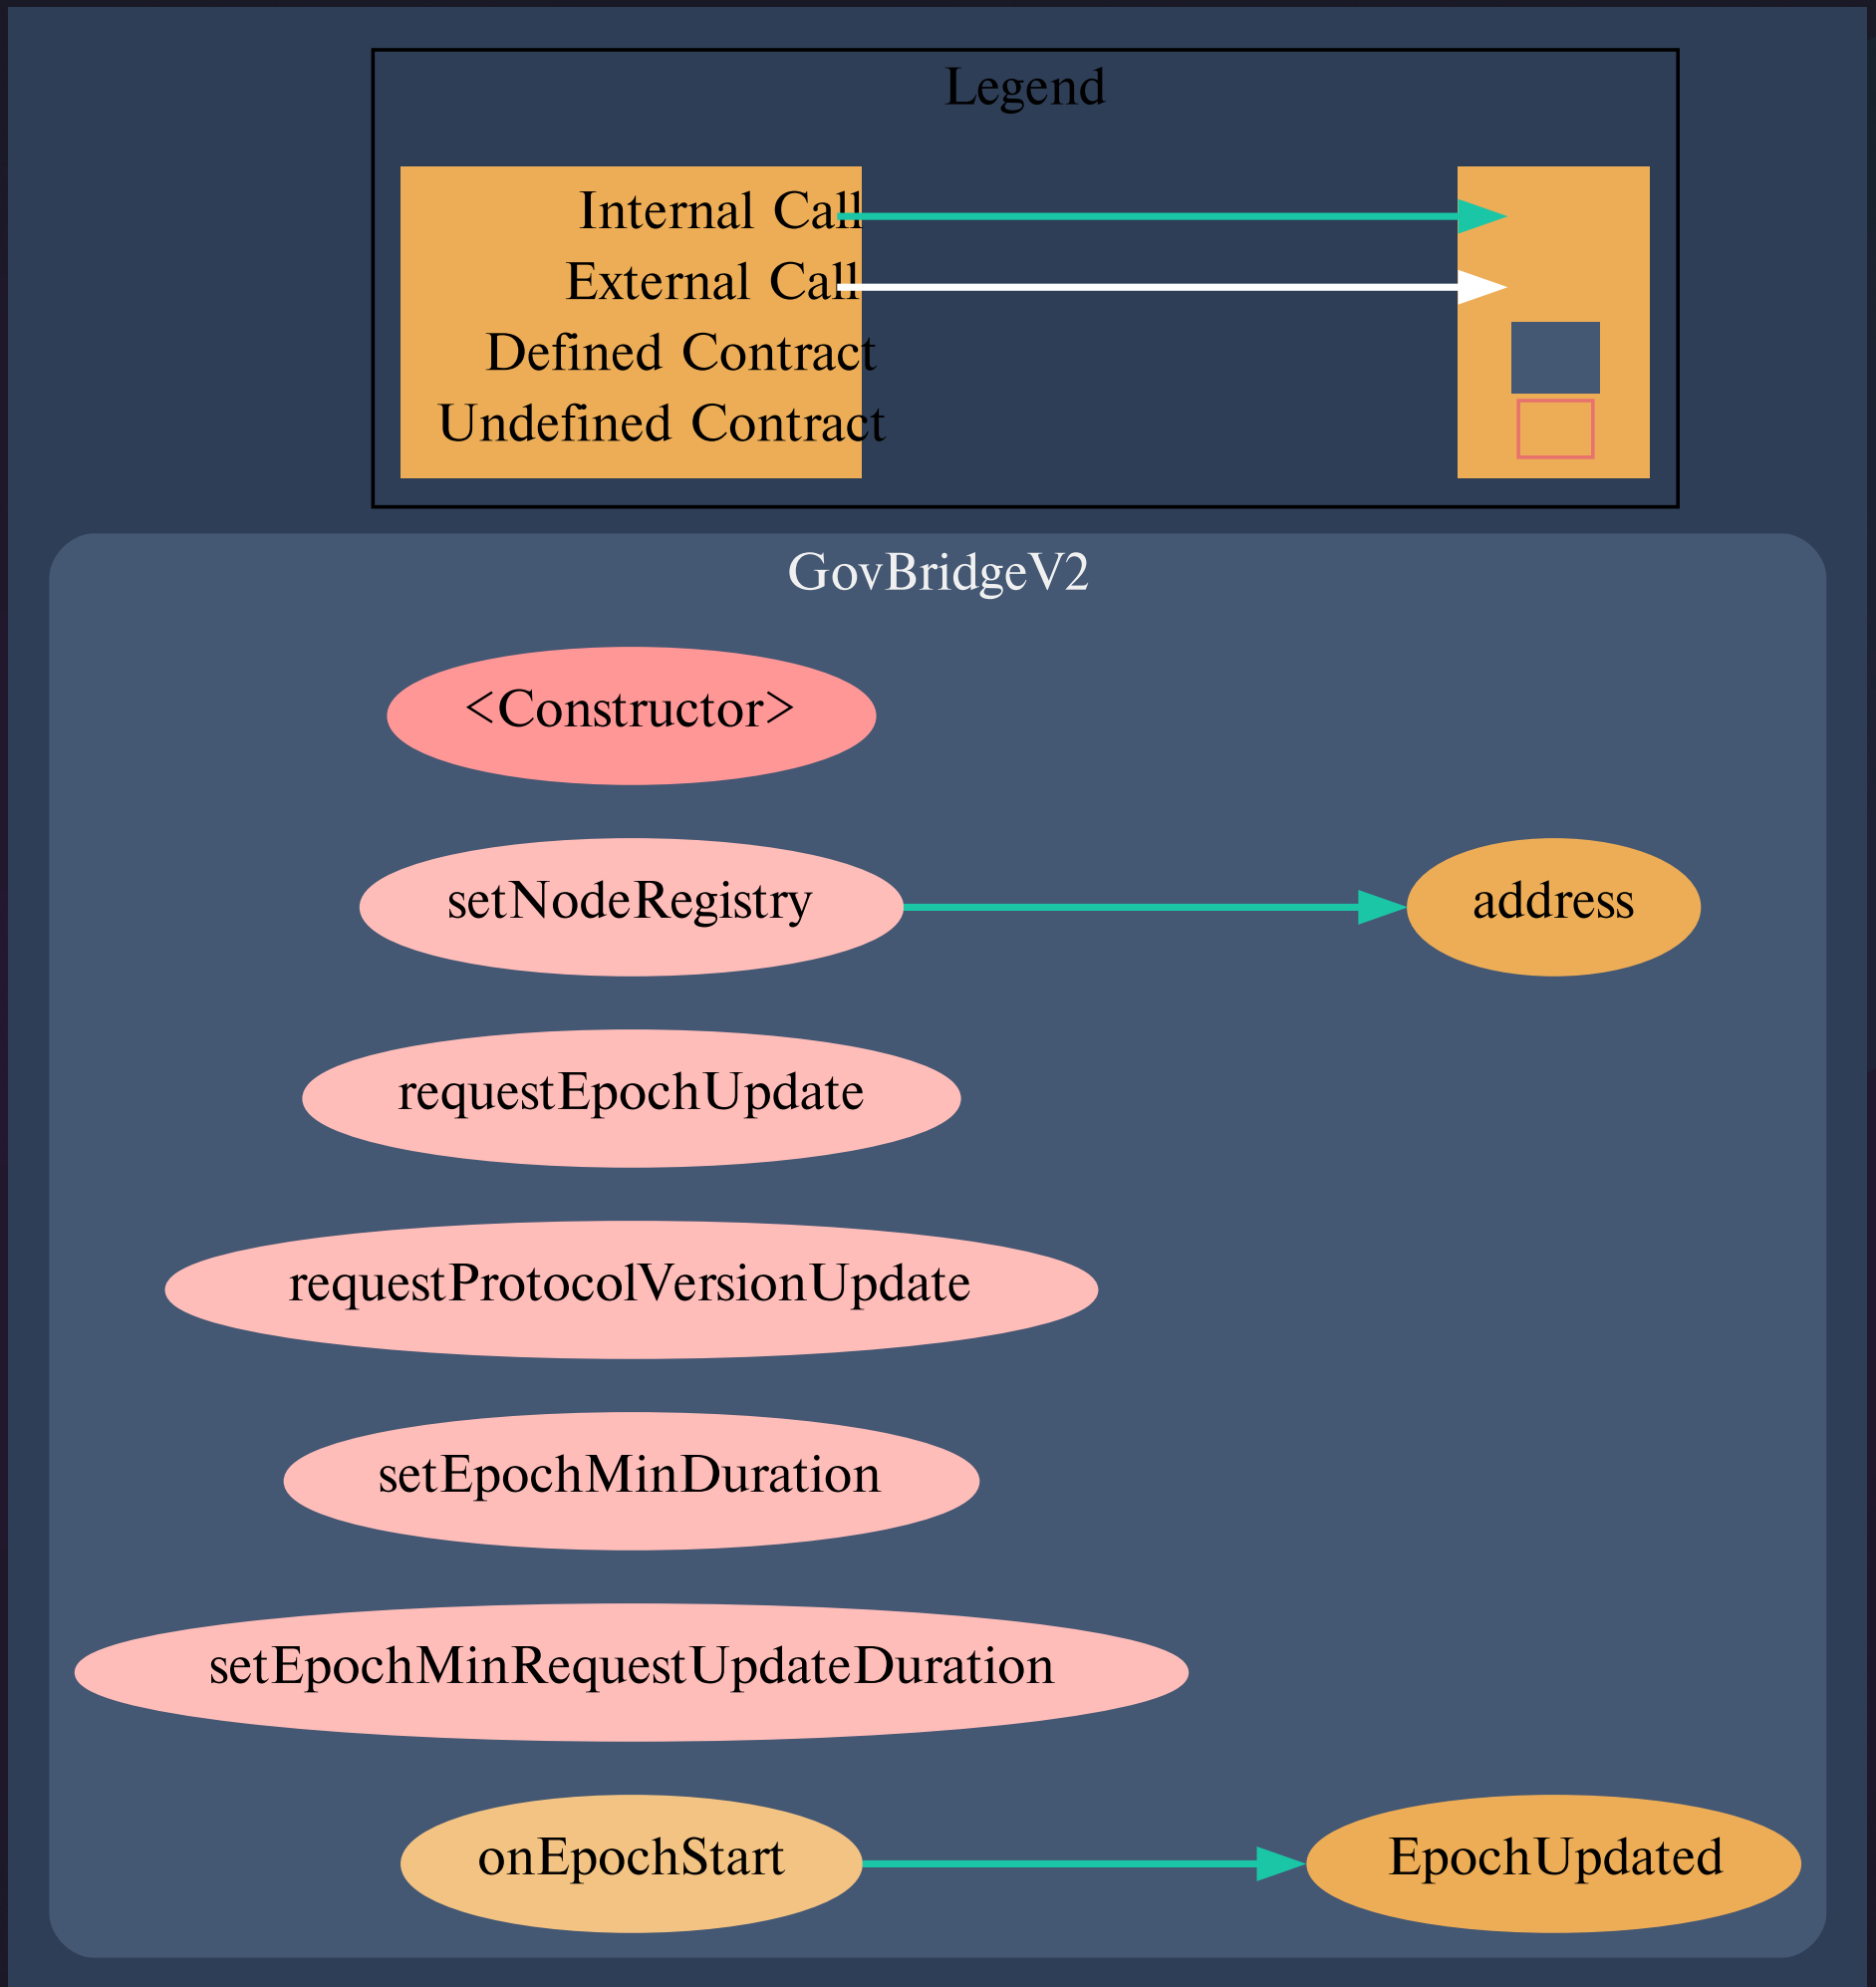 Legend
Internal Call
External Call
Defined Contract
Undefined Contract
GovBridgeV2
<Constructor>
setNodeRegistry
address
requestEpochUpdate
requestProtocolVersionUpdate
setEpochMinDuration
setEpochMinRequestUpdateDuration
onEpochStart
EpochUpdated